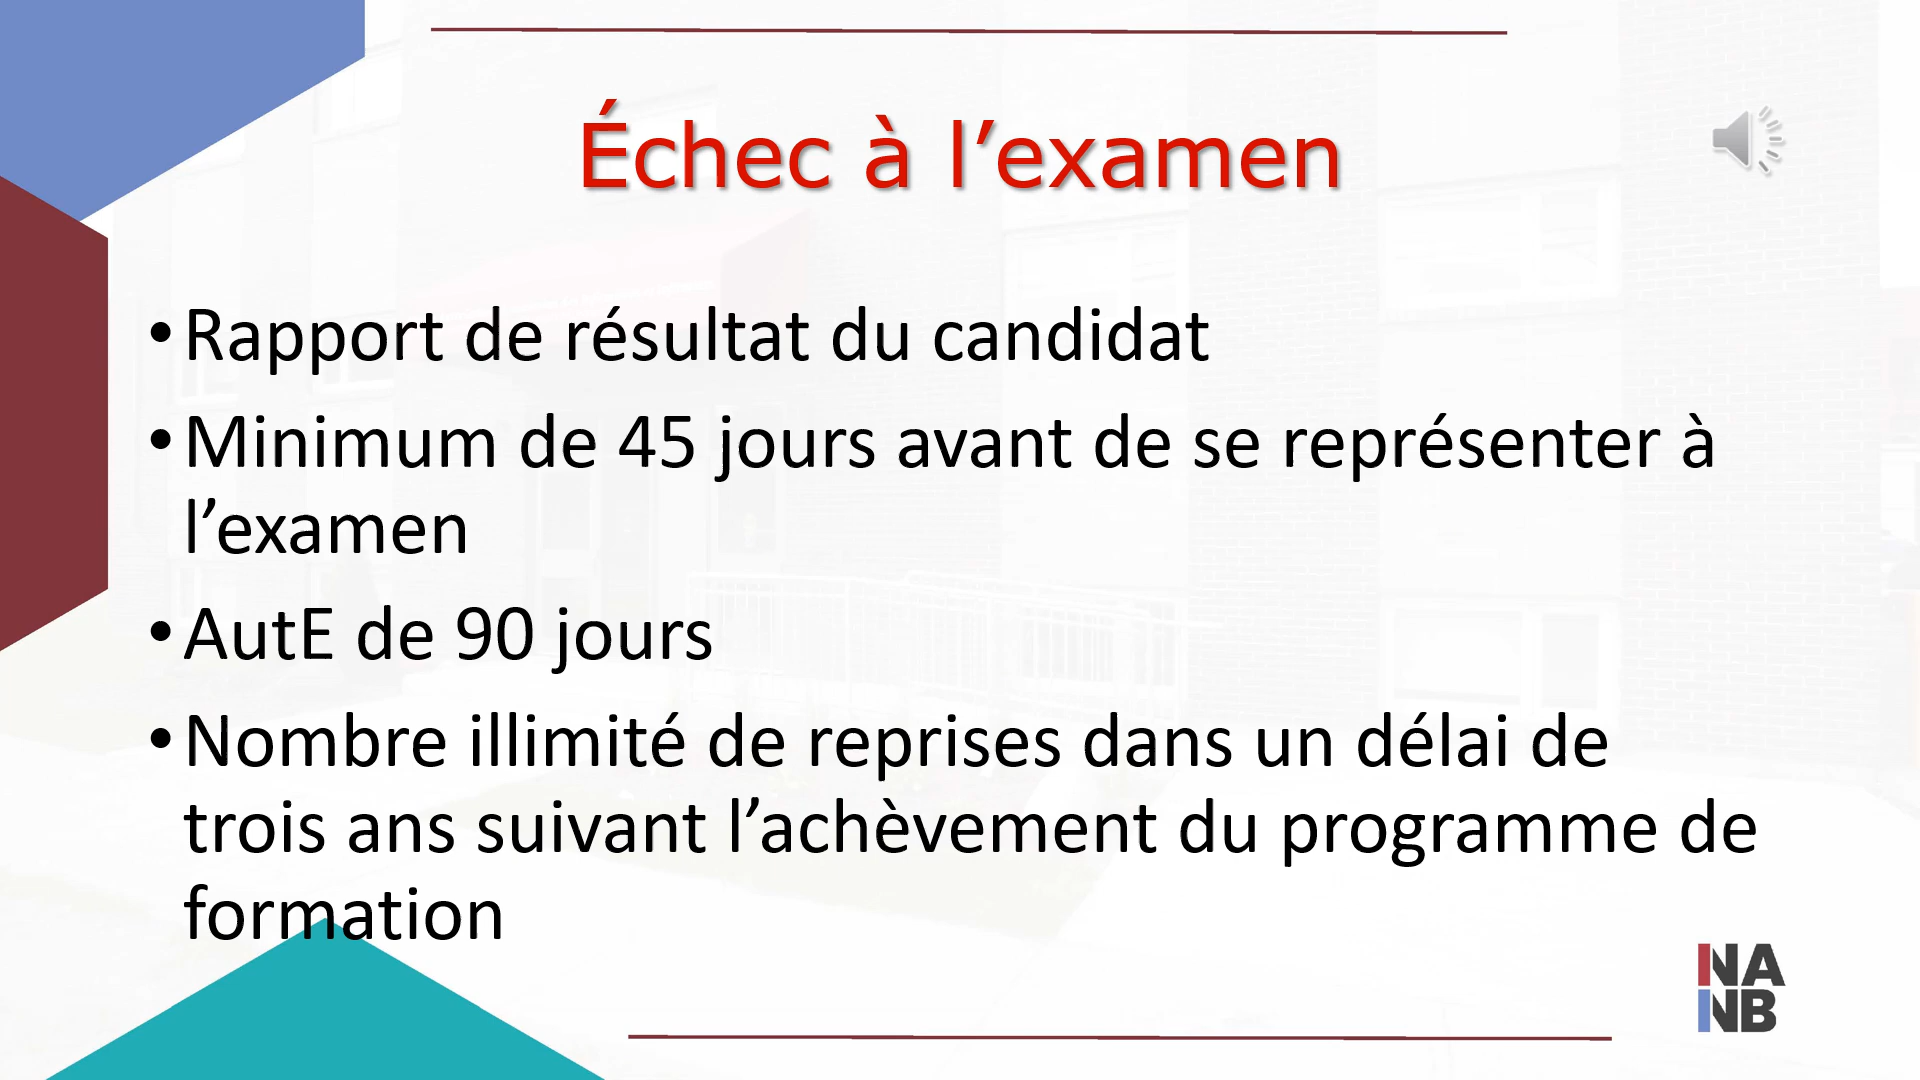 Échec à l’examen
•Rapport de résultat du candidat
•Minimum de 45 jours avant de se représenter à
l’examen
•AutE de 90 jours
•Nombre illimité de reprises dans un délai de
trois ans suivant l’achèvement du programme de
formation
NA
NB